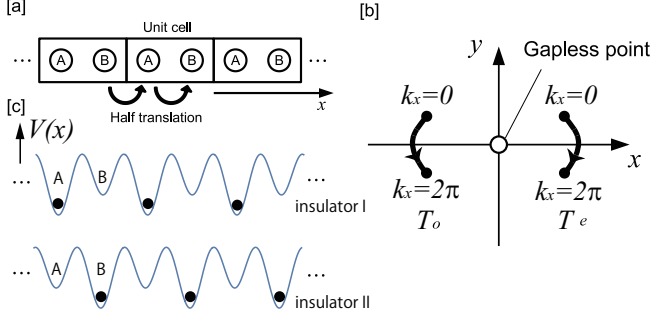 [a]
Unit cell
... A B A B A B ...
Half translation
x
[b]
y
Gapless point
kx=0 kx=0
x
kx=2π kx=2π
To Te
[c]
V(x)
... A B ...
insulator I
... A B ...
insulator II